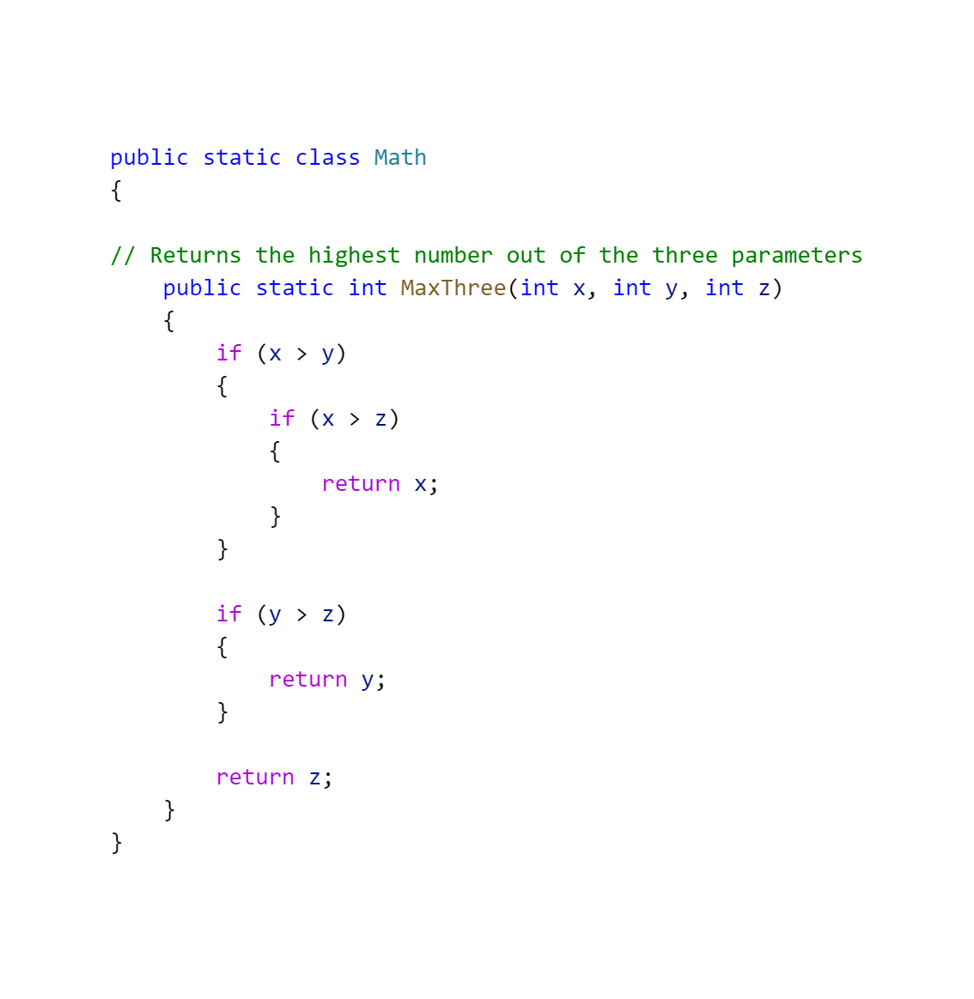 public static class Math
{
// Returns the highest number out of the three parameters
    public static int MaxThree(int x, int y, int z)
    {
        if (x > y)
        {
            if (x > z)
            {
                return x;
            }
        }
        if (y > z)
        {
            return y;
        }
        return z;
    }
}